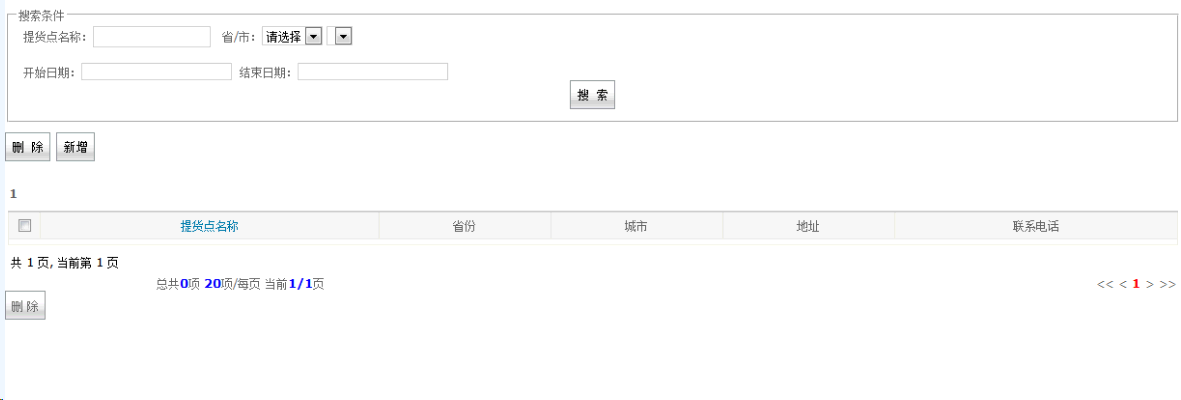 搜索条件
提货点名称: 省/市: 请选择
开始日期: 结束日期:
搜 索
删 除 新增
1
提货点名称 省份 城市 地址 联系电话
共 1 页, 当前第 1 页
总共0项 20项/每页 当前1/1页 << < 1 > >>
删 除